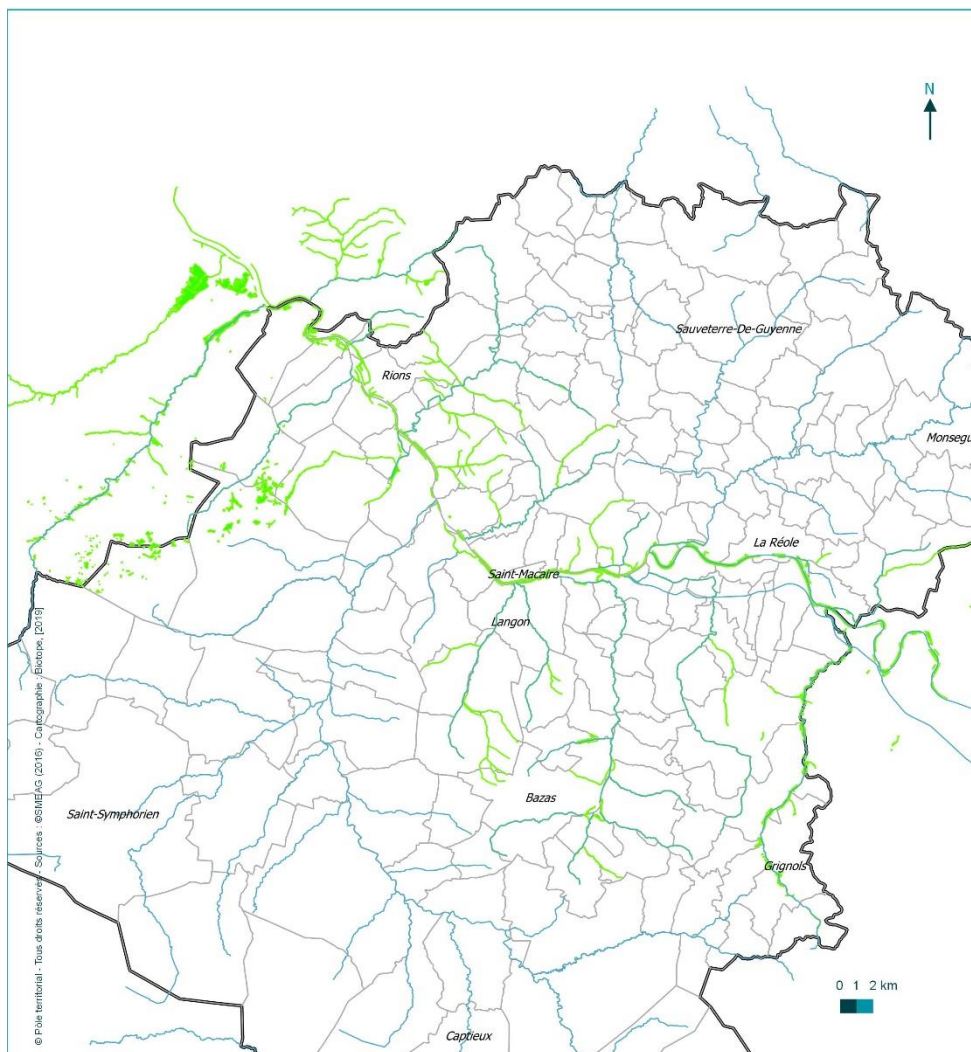 N
Sauveterre-De-Guyenne
Rions
Monségu
La Réole
Saint-Macaire
Langon
Bazas
Saint-Symphorien
Grignols
0 1 2 km
Captieux
© Pôle territorial - Tous droits réservés - Sources : ©SMEAG (2016) - Cartographie : Biotope, [2019]